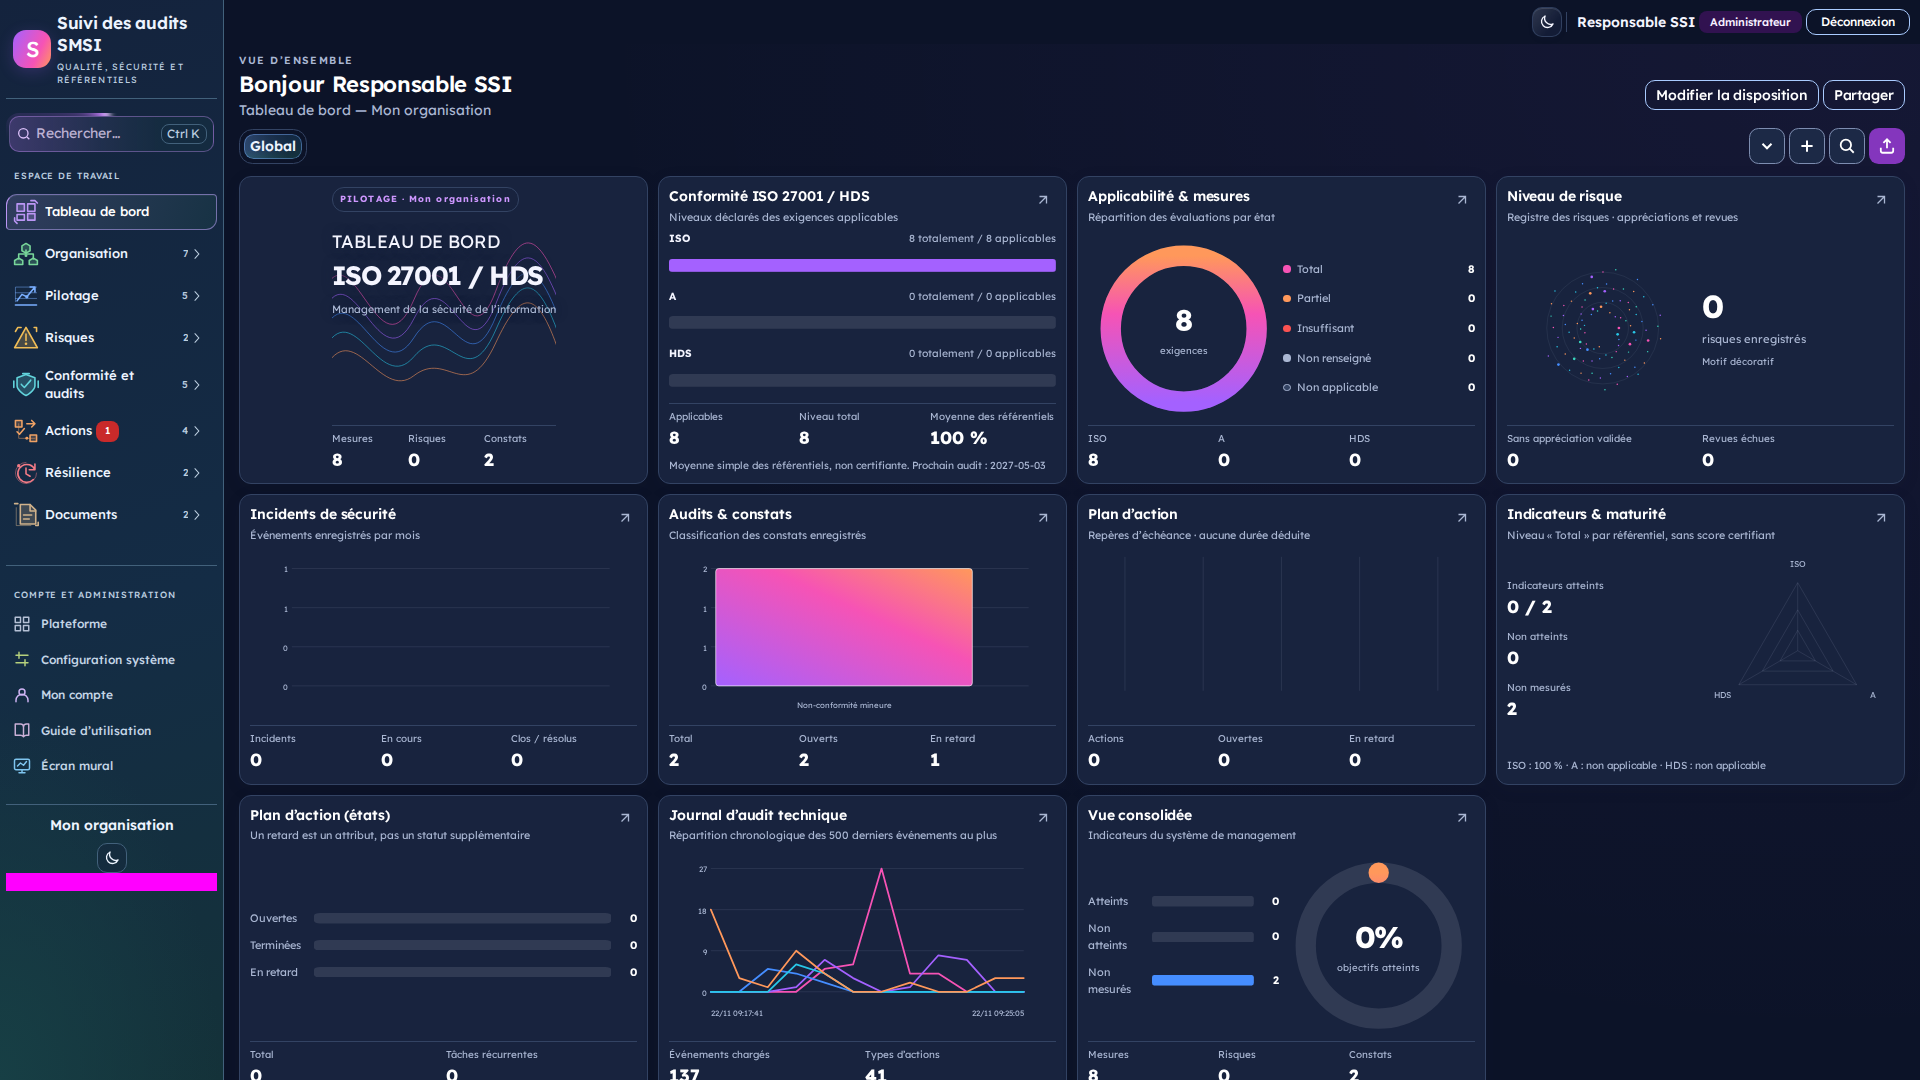 Suivi des audits
SMSI
QUALITÉ, SÉCURITÉ ET
RÉFÉRENTIELS
S
Rechercher...
Ctrl K
ESPACE DE TRAVAIL
Tableau de bord
Organisation
7
Pilotage
5
Risques
2
Conformité et
audits
5
Actions
1
4
Résilience
2
Documents
2
COMPTE ET ADMINISTRATION
Plateforme
Configuration système
Mon compte
Guide d'utilisation
Écran mural
Mon organisation
Responsable SSI
Administrateur
Déconnexion
VUE D'ENSEMBLE
Bonjour Responsable SSI
Tableau de bord — Mon organisation
Modifier la disposition
Partager
Global
PILOTAGE · Mon organisation
TABLEAU DE BORD
ISO 27001 / HDS
Management de la sécurité de l'information
Mesures
Risques
Constats
8
0
2
Conformité ISO 27001 / HDS
Niveaux déclarés des exigences applicables
ISO
8 totalement / 8 applicables
A
0 totalement / 0 applicables
HDS
0 totalement / 0 applicables
Applicables
Niveau total
Moyenne des référentiels
8
8
100 %
Moyenne simple des référentiels, non certifiante. Prochain audit : 2027-05-03
Applicabilité & mesures
Répartition des évaluations par état
8
exigences
Total
8
Partiel
0
Insuffisant
0
Non renseigné
0
Non applicable
0
ISO
A
HDS
8
0
0
Niveau de risque
Registre des risques · appréciations et revues
0
risques enregistrés
Motif décoratif
Sans appréciation validée
Revues échues
0
0
Incidents de sécurité
Événements enregistrés par mois
1
1
0
0
Incidents
En cours
Clos / résolus
0
0
0
Audits & constats
Classification des constats enregistrés
2
1
1
0
Non-conformité mineure
Total
Ouverts
En retard
2
2
1
Plan d'action
Repères d'échéance · aucune durée déduite
Actions
Ouvertes
En retard
0
0
0
Indicateurs & maturité
Niveau « Total » par référentiel, sans score certifiant
Indicateurs atteints
0 / 2
Non atteints
0
Non mesurés
2
ISO
HDS
A
ISO : 100 % · A : non applicable · HDS : non applicable
Plan d'action (états)
Un retard est un attribut, pas un statut supplémentaire
Ouvertes
0
Terminées
0
En retard
0
Total
Tâches récurrentes
0
0
Journal d'audit technique
Répartition chronologique des 500 derniers événements au plus
27
18
9
0
22/11 09:17:41
22/11 09:25:05
Événements chargés
Types d'actions
137
41
Vue consolidée
Indicateurs du système de management
Atteints
0
Non
atteints
0
Non
mesurés
2
0%
objectifs atteints
Mesures
Risques
Constats
8
0
2